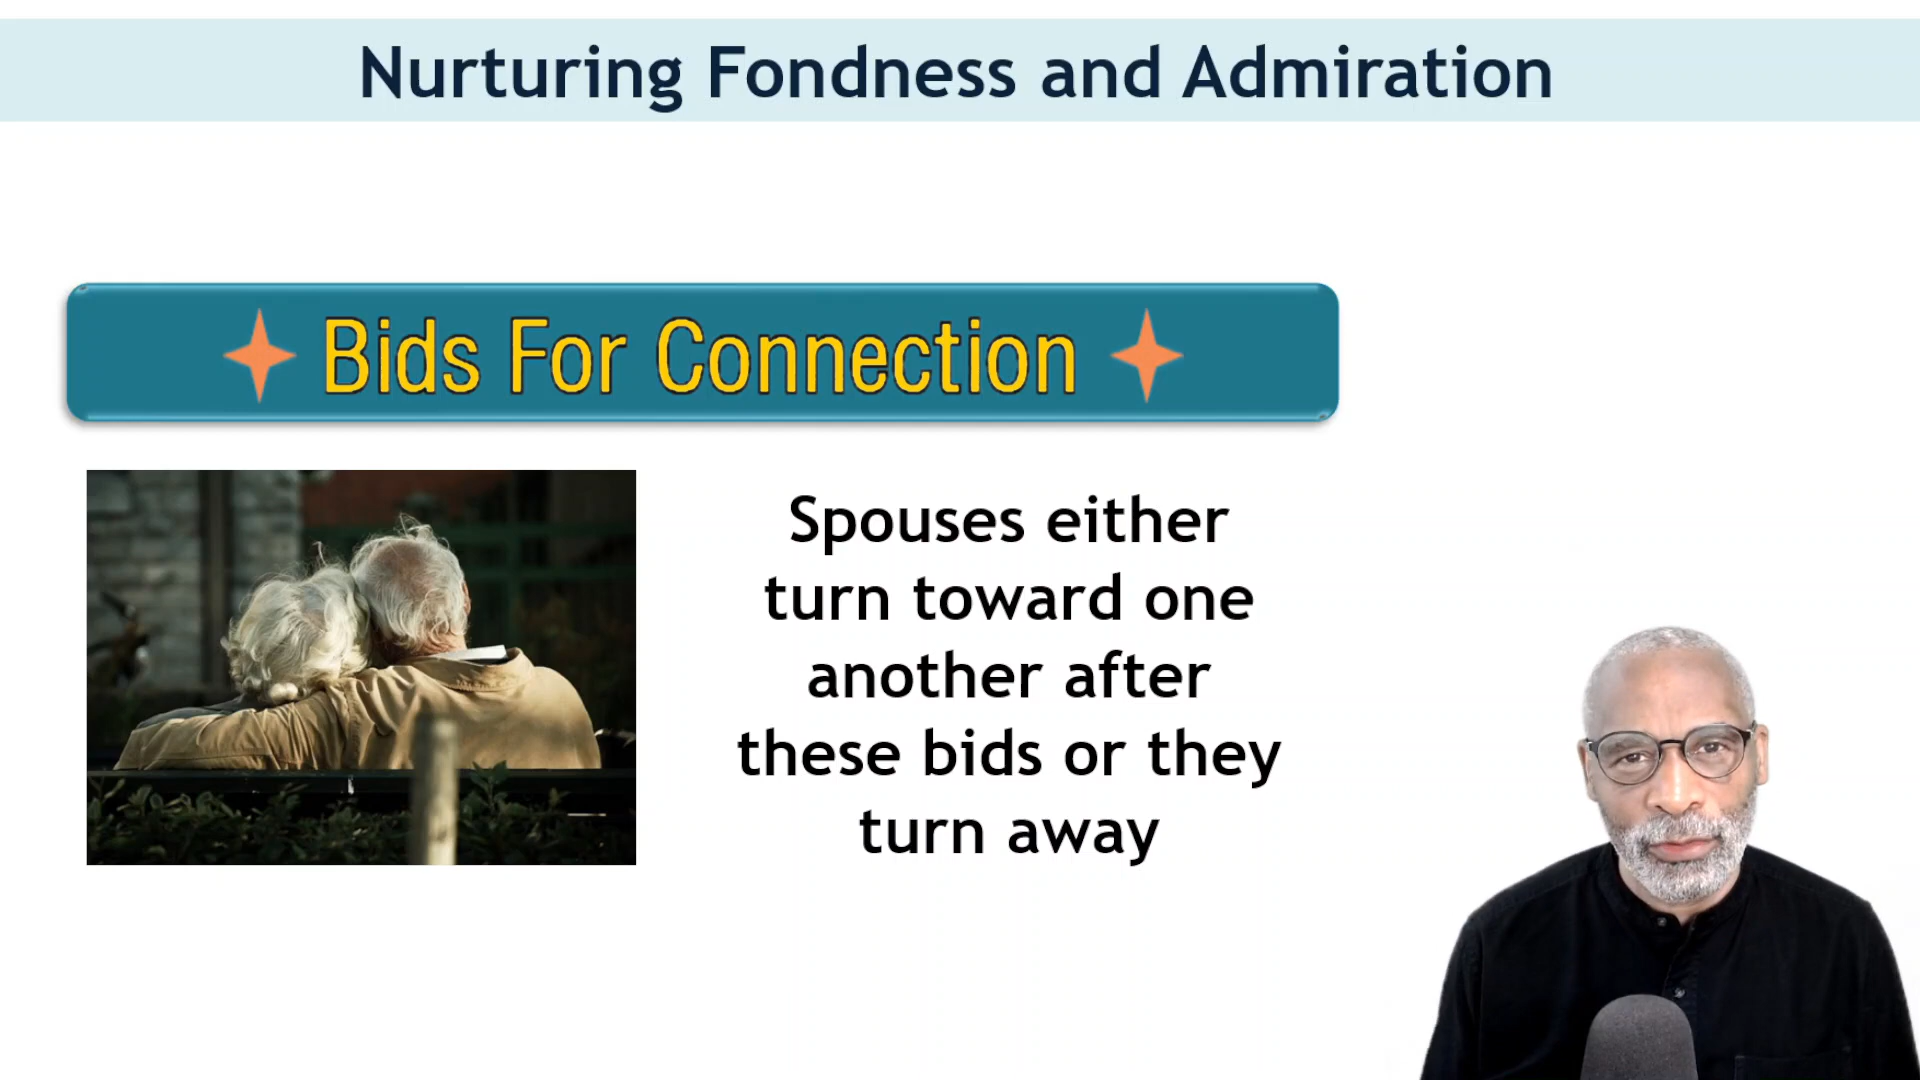 Nurturing Fondness and Admiration
Bids For Connection
Spouses either
turn toward one
another after
these bids or they
turn away